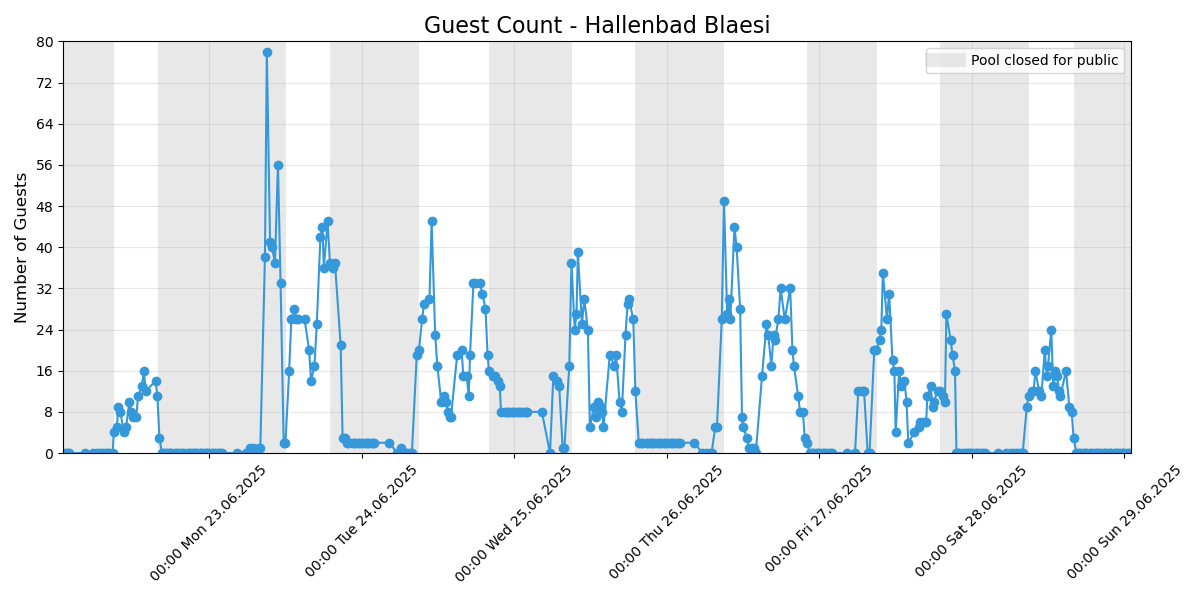 Guest Count - Hallenbad Blaesi
Pool closed for public
Number of Guests
80
72
64
56
48
40
32
24
16
8
0
00:00 Mon 23.06.2025
00:00 Tue 24.06.2025
00:00 Wed 25.06.2025
00:00 Thu 26.06.2025
00:00 Fri 27.06.2025
00:00 Sat 28.06.2025
00:00 Sun 29.06.2025